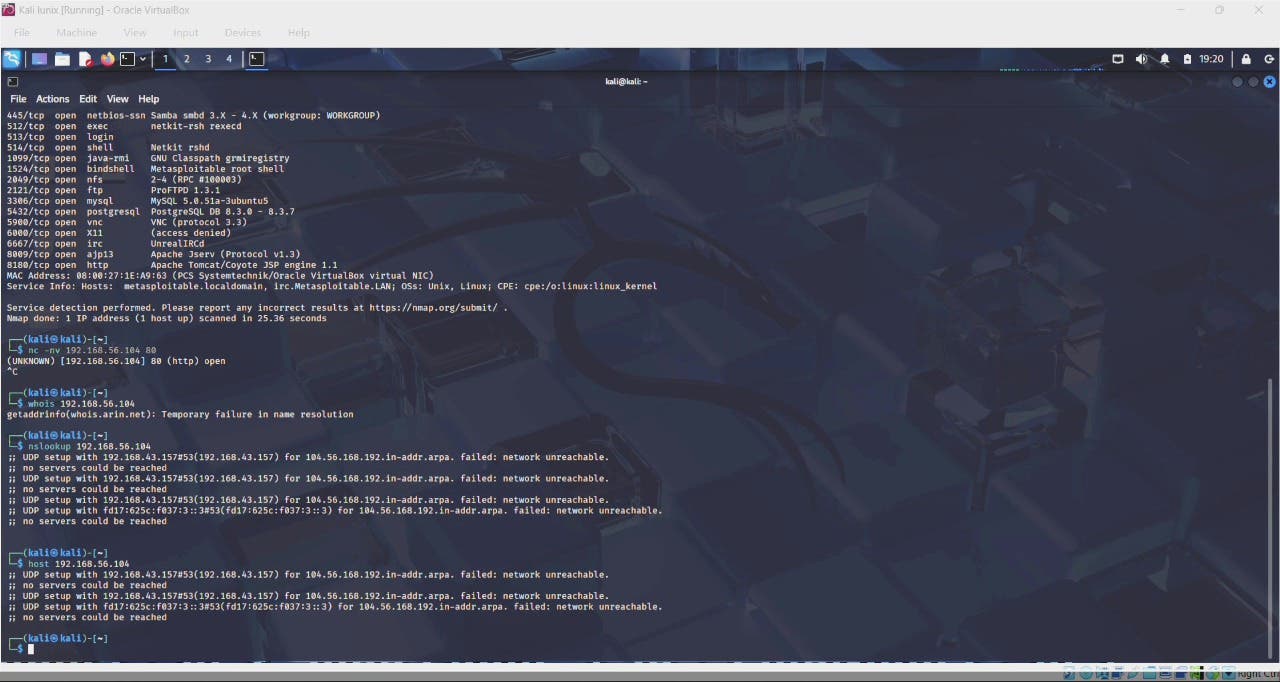 Kali lunix [Running] - Oracle VirtualBox
File Machine View Input Devices Help
1 2 3 4 19:20
kali@kali: ~
File Actions Edit View Help
445/tcp open netbios-ssn Samba smbd 3.X - 4.X (workgroup: WORKGROUP)
512/tcp open exec netkit-rsh rexecd
513/tcp open login
514/tcp open shell Netkit rshd
1099/tcp open java-rmi GNU Classpath grmiregistry
1524/tcp open bindshell Metasploitable root shell
2049/tcp open nfs 2-4 (RPC #100003)
2121/tcp open ftp ProFTPD 1.3.1
3306/tcp open mysql MySQL 5.0.51a-3ubuntu5
5432/tcp open postgresql PostgreSQL DB 8.3.0 - 8.3.7
5900/tcp open vnc VNC (protocol 3.3)
6000/tcp open X11 (access denied)
6667/tcp open irc UnrealIRCd
8009/tcp open ajp13 Apache Jserv (Protocol v1.3)
8180/tcp open http Apache Tomcat/Coyote JSP engine 1.1
MAC Address: 08:00:27:1E:A9:63 (PCS Systemtechnik/Oracle VirtualBox virtual NIC)
Service Info: Hosts: metasploitable.localdomain, irc.Metasploitable.LAN; OSs: Unix, Linux; CPE: cpe:/o:linux:linux_kernel
Service detection performed. Please report any incorrect results at https://nmap.org/submit/ .
Nmap done: 1 IP address (1 host up) scanned in 25.36 seconds
┌──(kali㉿kali)-[~]
└─$ nc -nv 192.168.56.104 80
(UNKNOWN) [192.168.56.104] 80 (http) open
^C
┌──(kali㉿kali)-[~]
└─$ whois 192.168.56.104
getaddrinfo(whois.arin.net): Temporary failure in name resolution
┌──(kali㉿kali)-[~]
└─$ nslookup 192.168.56.104
;; UDP setup with 192.168.43.157#53(192.168.43.157) for 104.56.168.192.in-addr.arpa. failed: network unreachable.
;; no servers could be reached
;; UDP setup with 192.168.43.157#53(192.168.43.157) for 104.56.168.192.in-addr.arpa. failed: network unreachable.
;; no servers could be reached
;; UDP setup with 192.168.43.157#53(192.168.43.157) for 104.56.168.192.in-addr.arpa. failed: network unreachable.
;; UDP setup with fd17:625c:f037:3::3#53(fd17:625c:f037:3::3) for 104.56.168.192.in-addr.arpa. failed: network unreachable.
;; no servers could be reached
┌──(kali㉿kali)-[~]
└─$ host 192.168.56.104
;; UDP setup with 192.168.43.157#53(192.168.43.157) for 104.56.168.192.in-addr.arpa. failed: network unreachable.
;; no servers could be reached
;; UDP setup with 192.168.43.157#53(192.168.43.157) for 104.56.168.192.in-addr.arpa. failed: network unreachable.
;; UDP setup with fd17:625c:f037:3::3#53(fd17:625c:f037:3::3) for 104.56.168.192.in-addr.arpa. failed: network unreachable.
;; no servers could be reached
┌──(kali㉿kali)-[~]
└─$
Right Ctrl